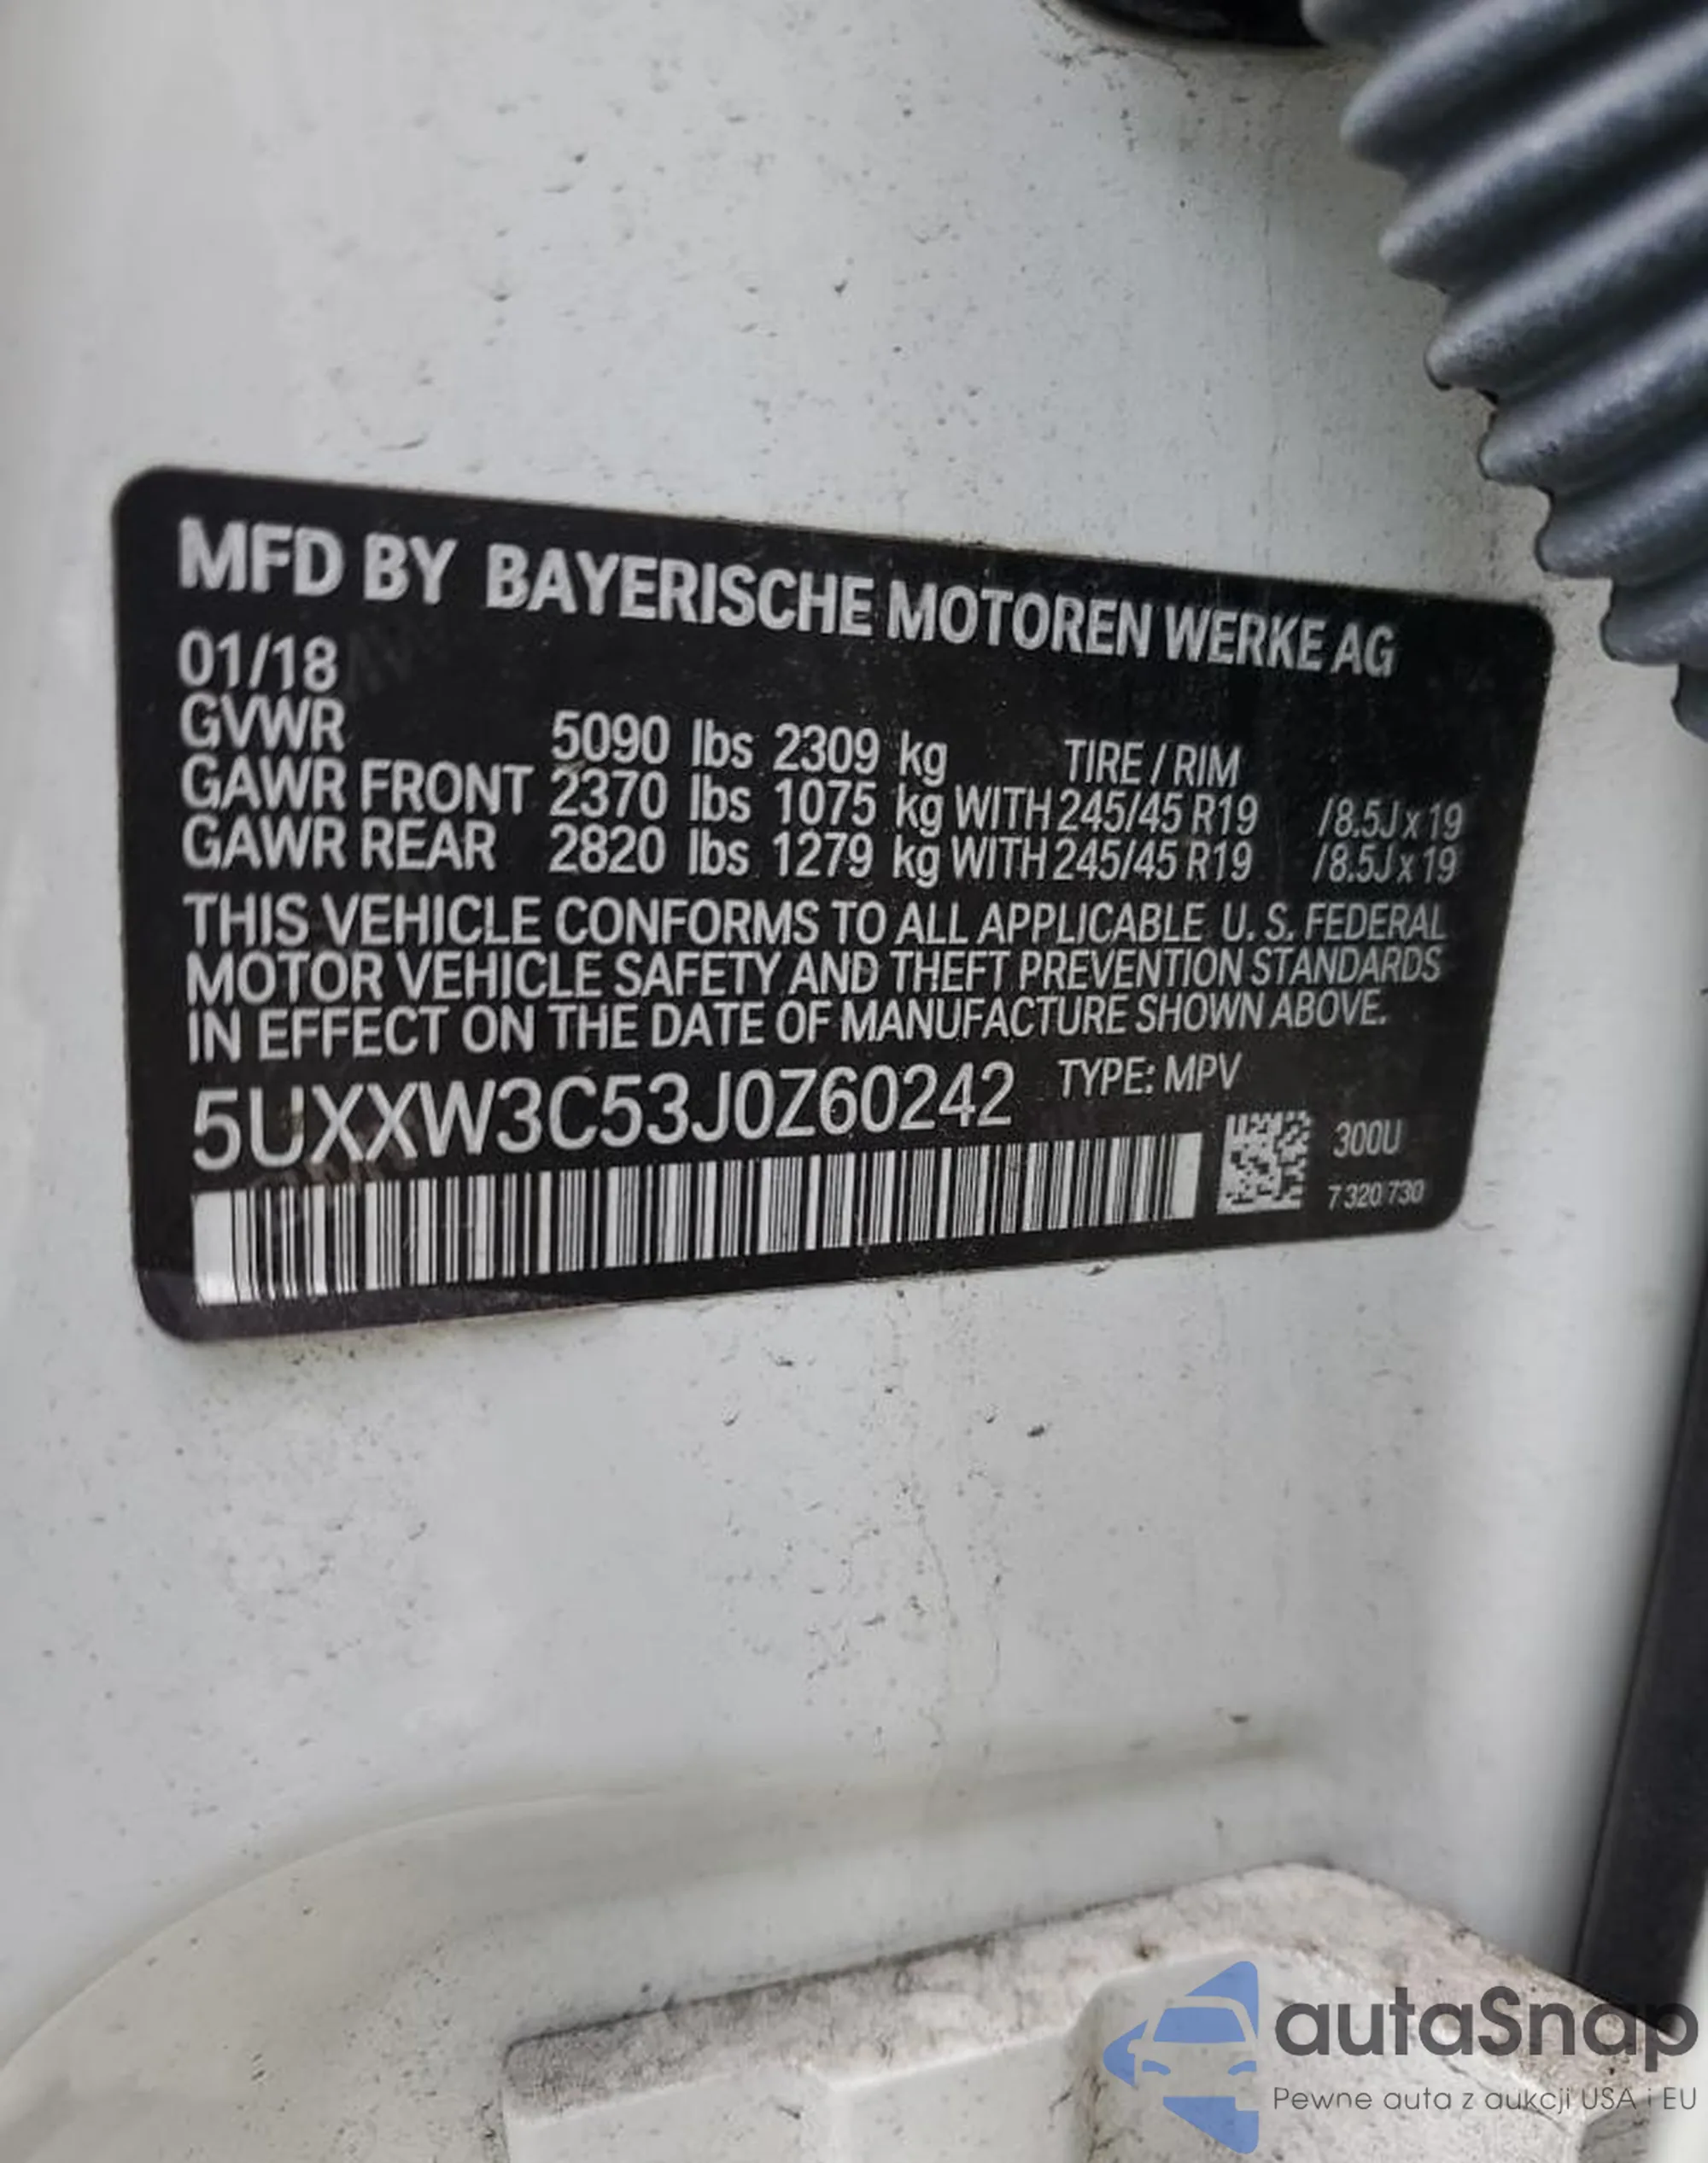 MFD BY BAYERISCHE MOTOREN WERKE AG
01/18
GVWR 5090 lbs 2309 kg TIRE / RIM
GAWR FRONT 2370 lbs 1075 kg WITH 245/45 R19 /8.5J x 19
GAWR REAR 2820 lbs 1279 kg WITH 245/45 R19 /8.5J x 19
THIS VEHICLE CONFORMS TO ALL APPLICABLE U. S. FEDERAL
MOTOR VEHICLE SAFETY AND THEFT PREVENTION STANDARDS
IN EFFECT ON THE DATE OF MANUFACTURE SHOWN ABOVE.
5UXXW3C53J0Z60242 TYPE: MPV
300U
7 320 730
autaSnap
Pewne auta z aukcji USA i EU